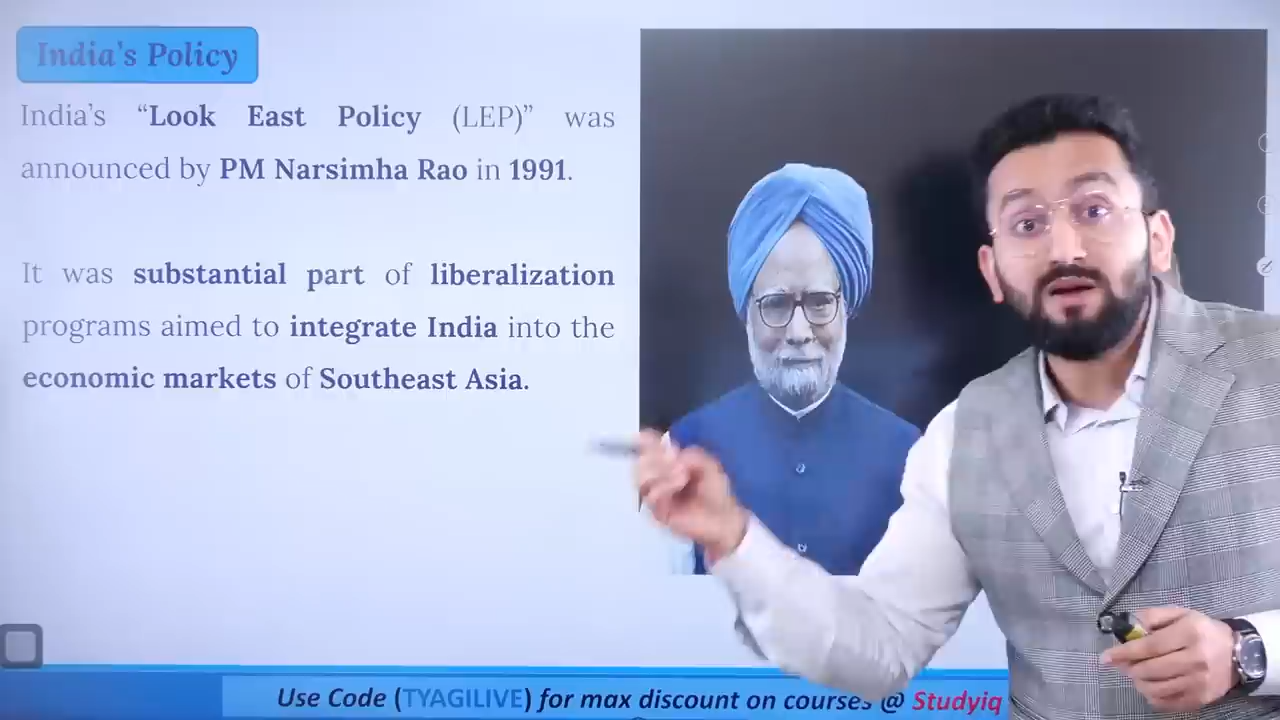 India's Policy
India's “Look East Policy (LEP)” was
announced by PM Narsimha Rao in 1991.
It was substantial part of liberalization
programs aimed to integrate India into the
economic markets of Southeast Asia.
Use Code (TYAGILIVE) for max discount on courses @ Studyiq